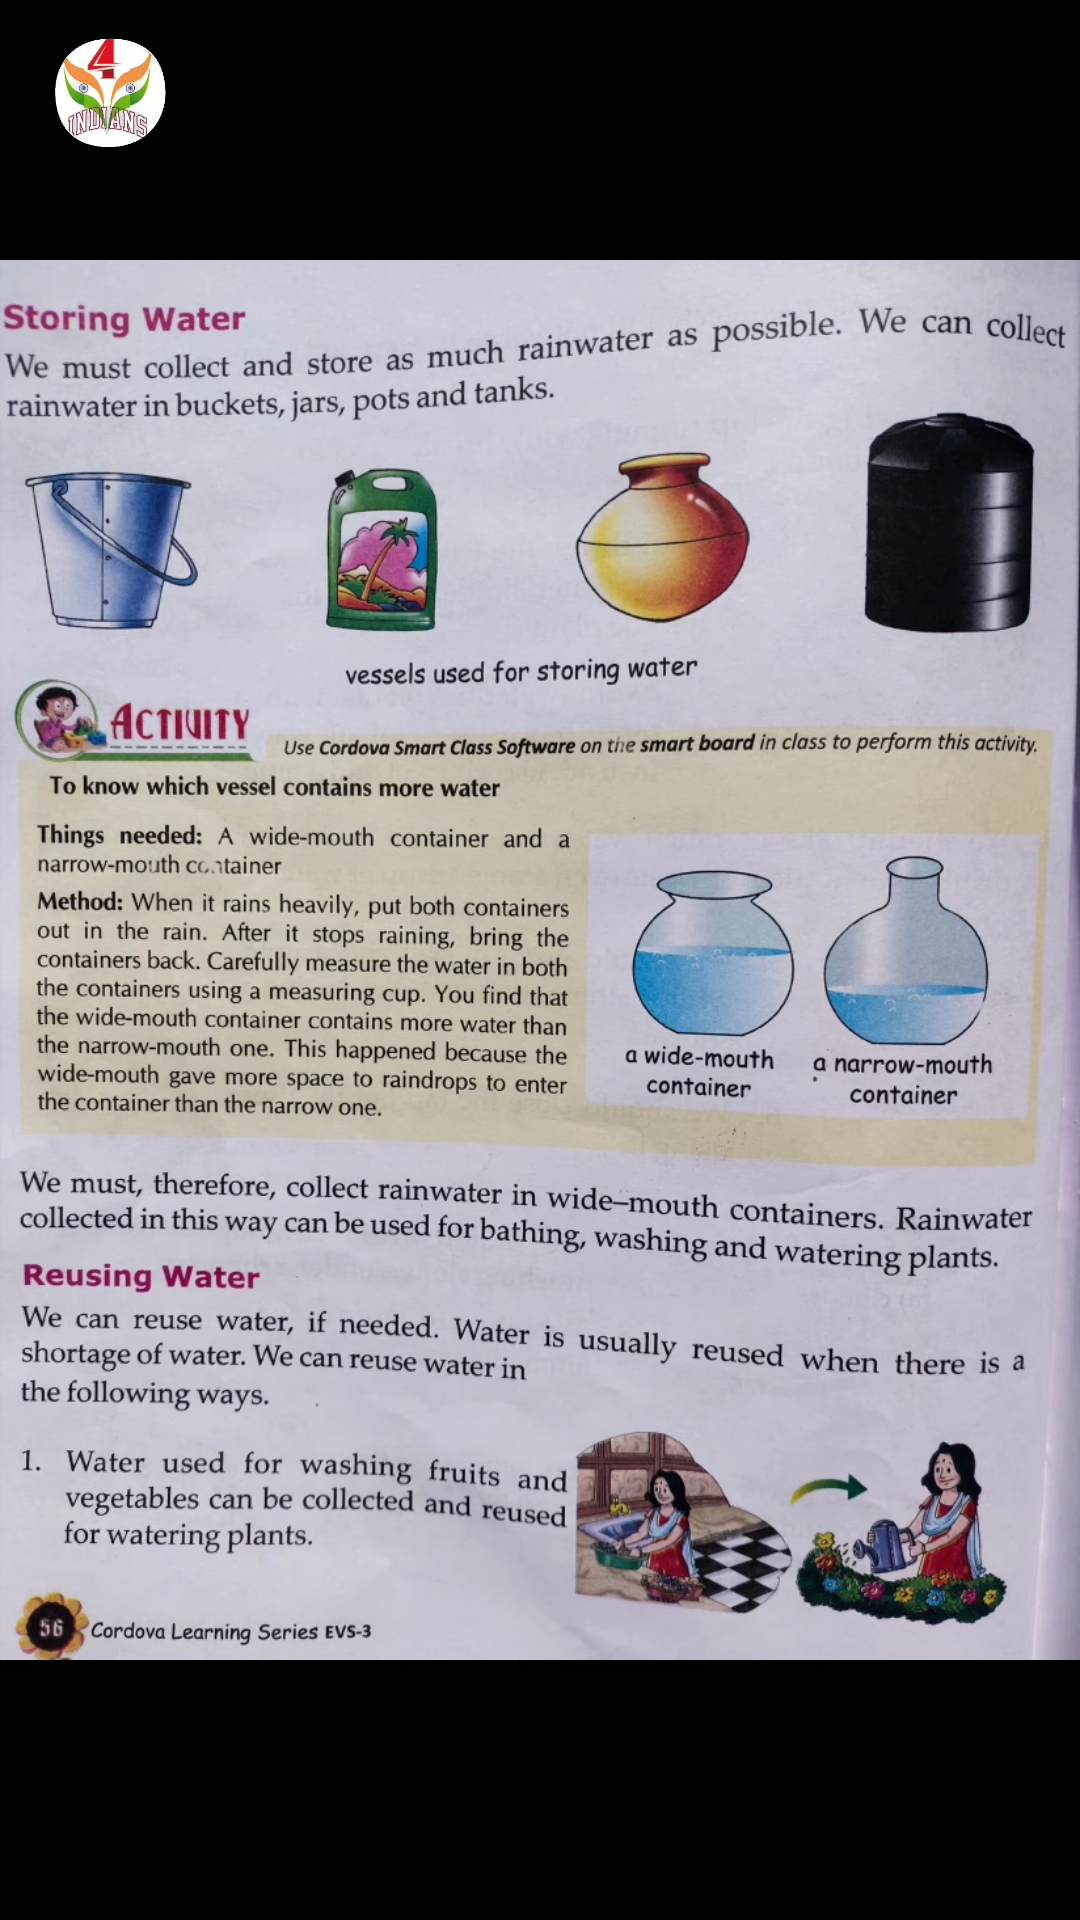 4
INDIANS
Storing Water
We must collect and store as much rainwater as possible. We can collect
rainwater in buckets, jars, pots and tanks.
vessels used for storing water
ACTIVITY
Use Cordova Smart Class Software on the smart board in class to perform this activity.
To know which vessel contains more water
Things needed: A wide-mouth container and a
narrow-mouth container
Method: When it rains heavily, put both containers
out in the rain. After it stops raining, bring the
containers back. Carefully measure the water in both
the containers using a measuring cup. You find that
the wide-mouth container contains more water than
the narrow-mouth one. This happened because the
wide-mouth gave more space to raindrops to enter
the container than the narrow one.
a wide-mouth
container
a narrow-mouth
container
We must, therefore, collect rainwater in wide–mouth containers. Rainwater
collected in this way can be used for bathing, washing and watering plants.
Reusing Water
We can reuse water, if needed. Water is usually reused when there is a
shortage of water. We can reuse water in
the following ways.
1. Water used for washing fruits and
vegetables can be collected and reused
for watering plants.
56 Cordova Learning Series EVS-3